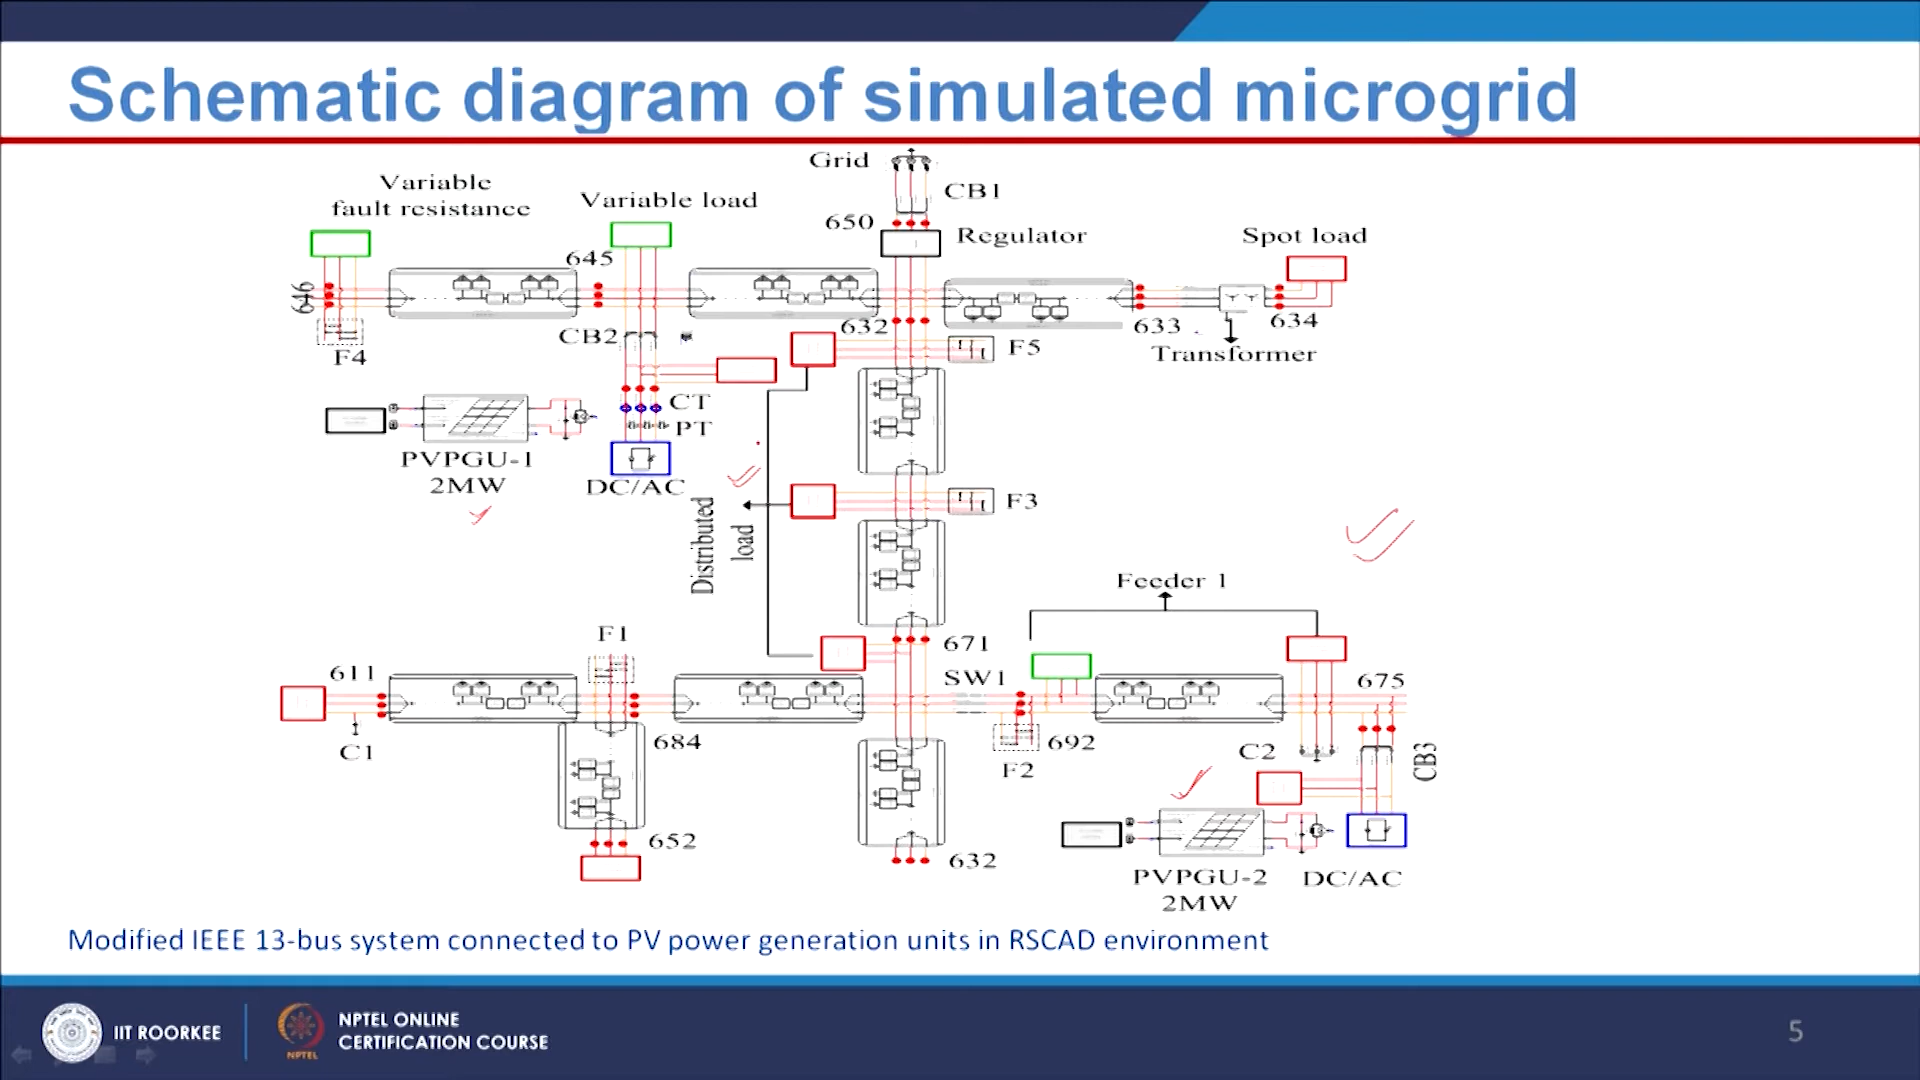 Schematic diagram of simulated microgrid
Grid
CB1
Variable
fault resistance
Variable load
650
Regulator
Spot load
645
646
632
633
634
CB2
F4
F5
Transformer
CT
PT
PVPGU-1
2MW
DC/AC
Distributed
load
F3
Feeder 1
F1
671
611
SW1
675
C1
684
692
C2
CB3
F2
652
632
PVPGU-2
2MW
DC/AC
Modified IEEE 13-bus system connected to PV power generation units in RSCAD environment
IIT ROORKEE
NPTEL
NPTEL ONLINE
CERTIFICATION COURSE
5